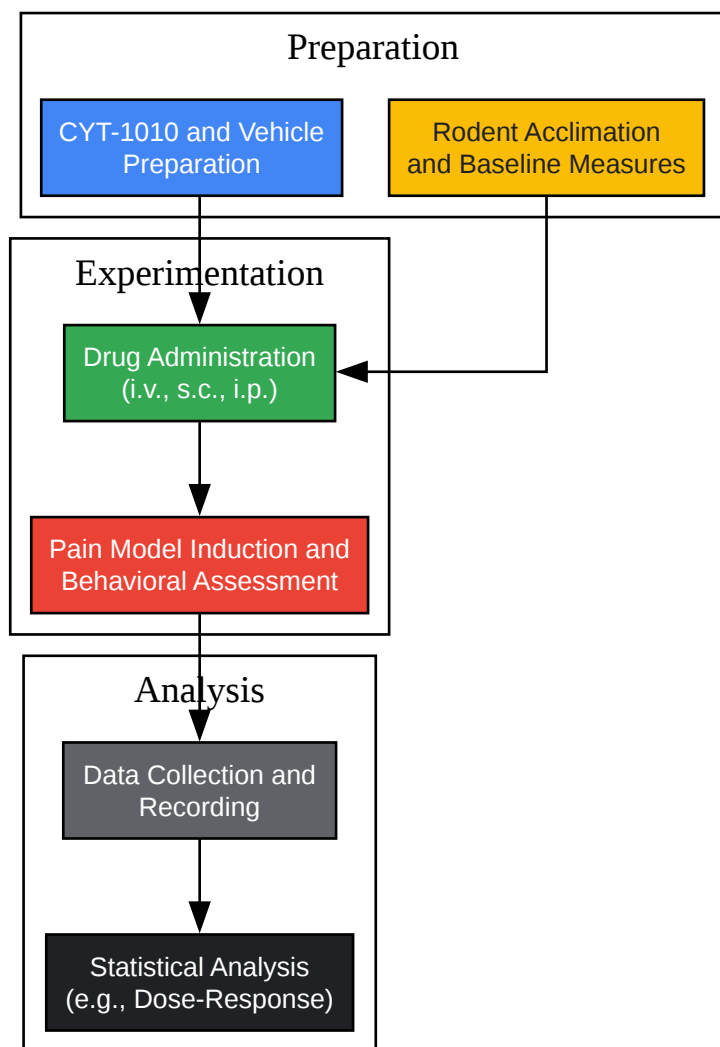 Preparation
CYT-1010 and Vehicle
Preparation
Rodent Acclimation
and Baseline Measures
Experimentation
Drug Administration
(i.v., s.c., i.p.)
Pain Model Induction and
Behavioral Assessment
Analysis
Data Collection and
Recording
Statistical Analysis
(e.g., Dose-Response)